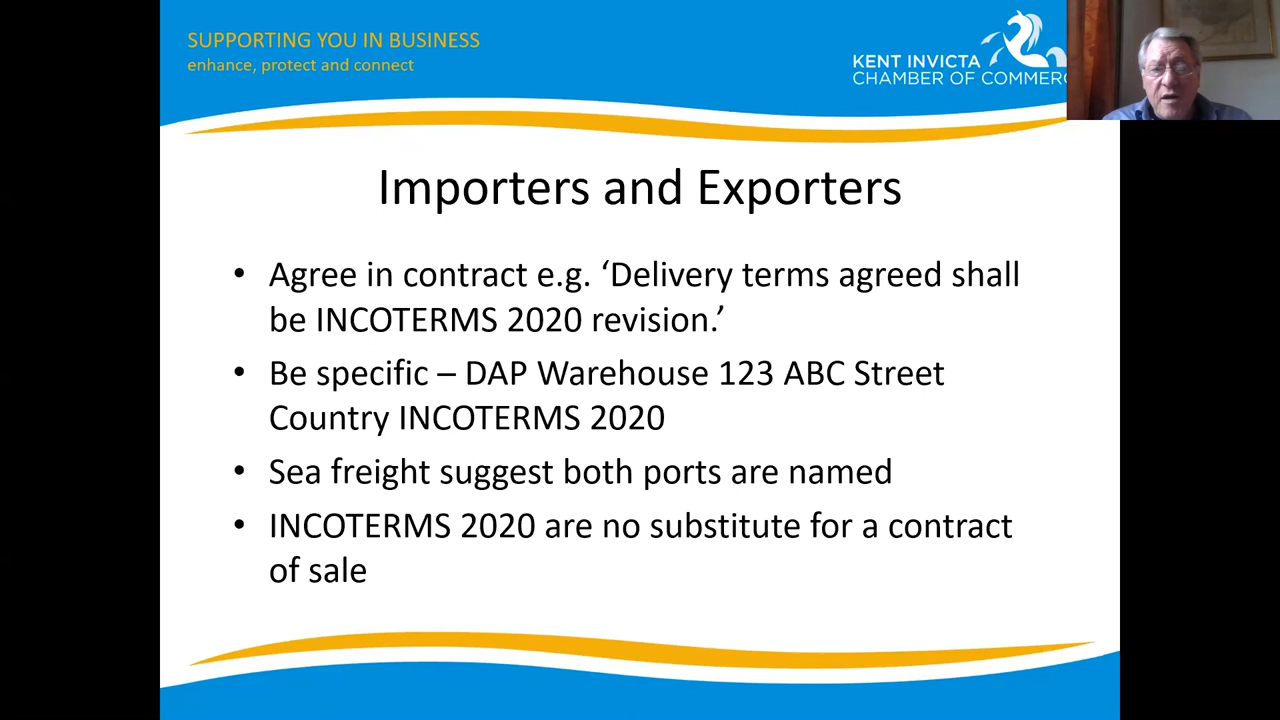 SUPPORTING YOU IN BUSINESS
enhance, protect and connect
KENT INVICTA
CHAMBER OF COMMERC
Importers and Exporters
• Agree in contract e.g. ‘Delivery terms agreed shall
be INCOTERMS 2020 revision.’
• Be specific – DAP Warehouse 123 ABC Street
Country INCOTERMS 2020
• Sea freight suggest both ports are named
• INCOTERMS 2020 are no substitute for a contract
of sale